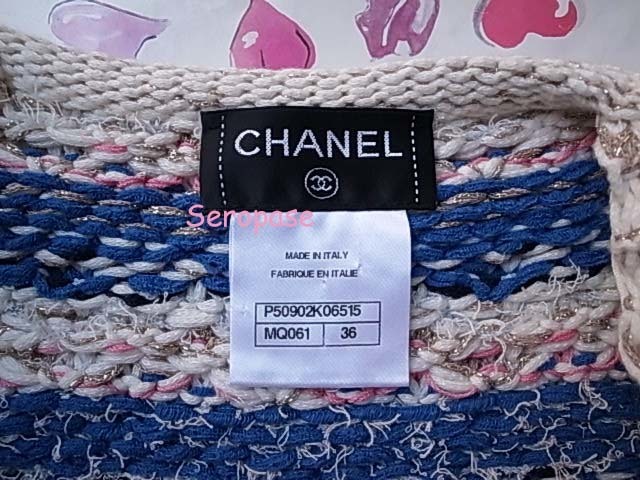 CHANEL
Seropase
MADE IN ITALY
FABRIQUE EN ITALIE
P50902K06515
MQ061 36